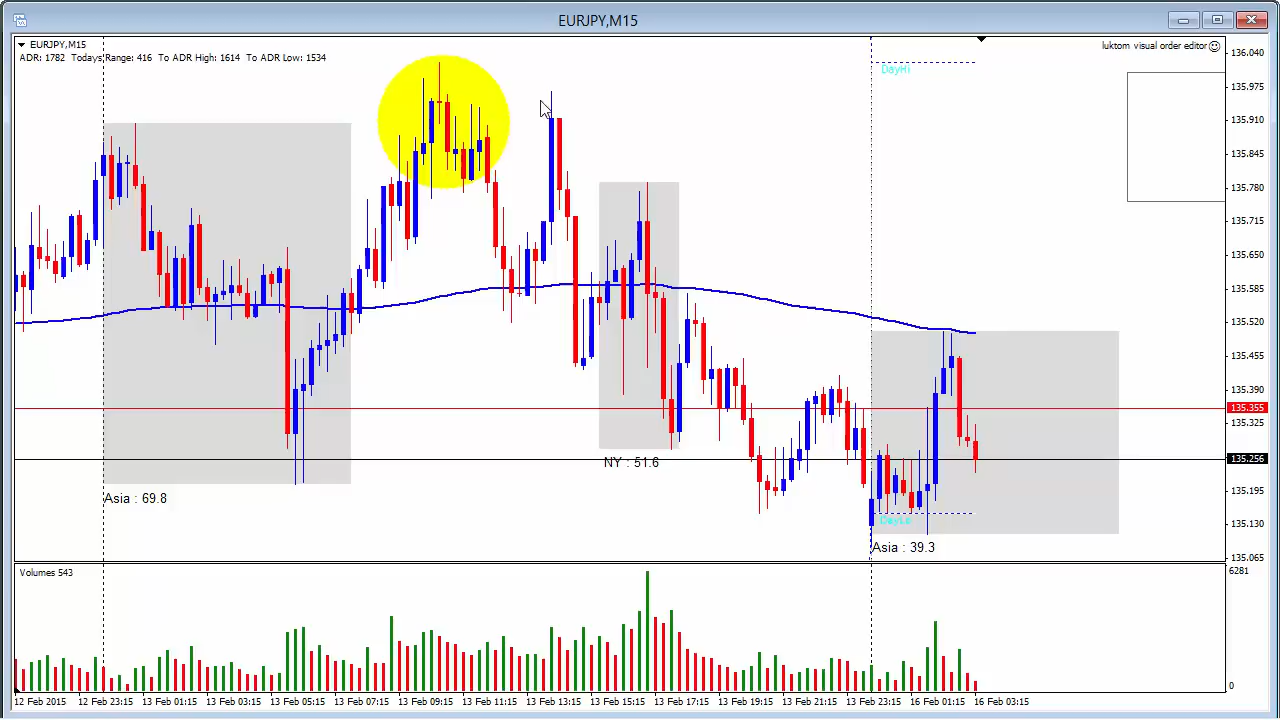 EURJPY,M15
EURJPY,M15
luktom visual order editor
ADR: 1782 Todays Range: 416 To ADR High: 1614 To ADR Low: 1534
136.040
DayHi
135.975
135.910
135.845
135.780
135.715
135.650
135.585
135.520
135.455
135.390
135.355
135.325
135.256
NY : 51.6
135.195
Asia : 69.8
135.130
DayLo
Asia : 39.3
135.065
Volumes 543
6281
0
12 Feb 2015
12 Feb 23:15
13 Feb 01:15
13 Feb 03:15
13 Feb 05:15
13 Feb 07:15
13 Feb 09:15
13 Feb 11:15
13 Feb 13:15
13 Feb 15:15
13 Feb 17:15
13 Feb 19:15
13 Feb 21:15
13 Feb 23:15
16 Feb 01:15
16 Feb 03:15